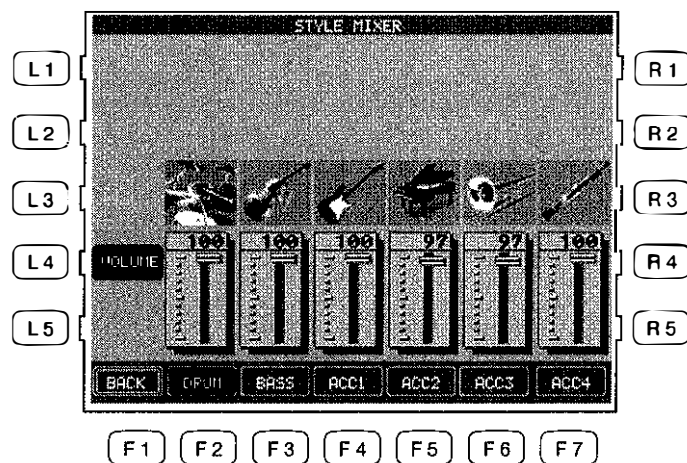 STYLE MIXER
L1 R1
L2 R2
L3 R3
100 100 100 97 97 100
L4 VOLUME R4
L5 R5
BACK DRUM BASS ACC1 ACC2 ACC3 ACC4
F1 F2 F3 F4 F5 F6 F7